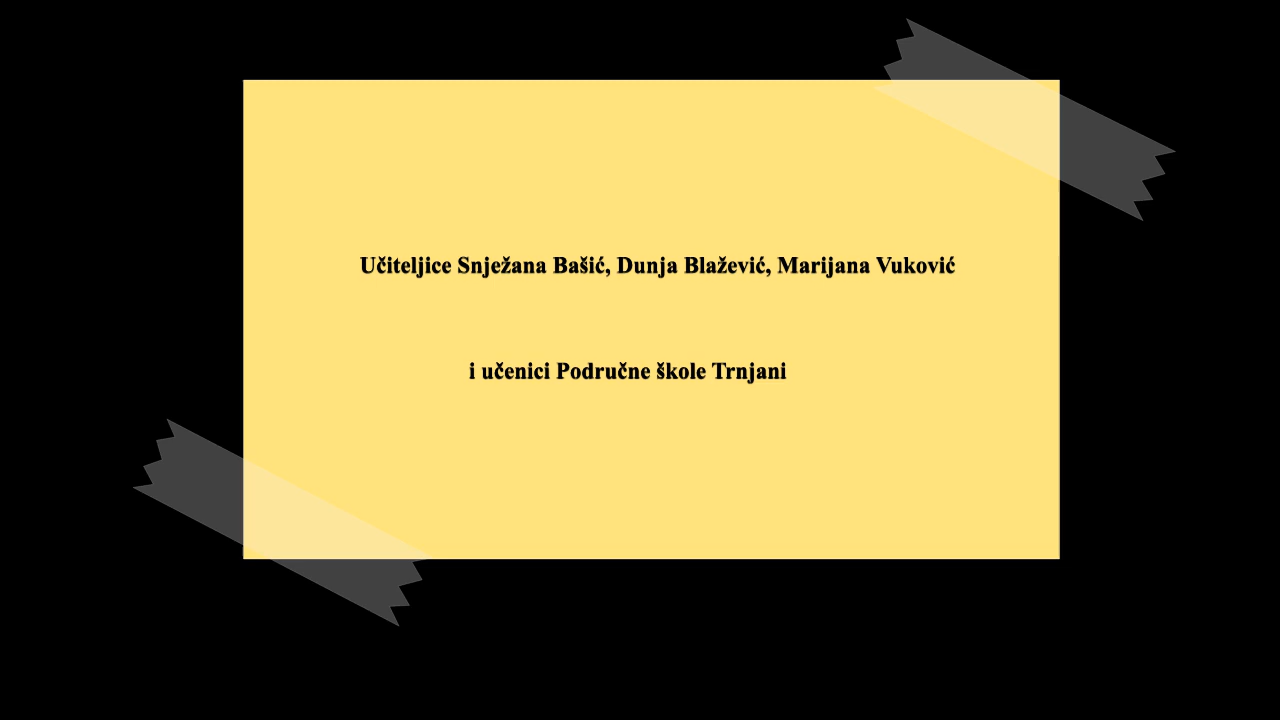 Učiteljice Snježana Bašić, Dunja Blažević, Marijana Vuković
i učenici Područne škole Trnjani